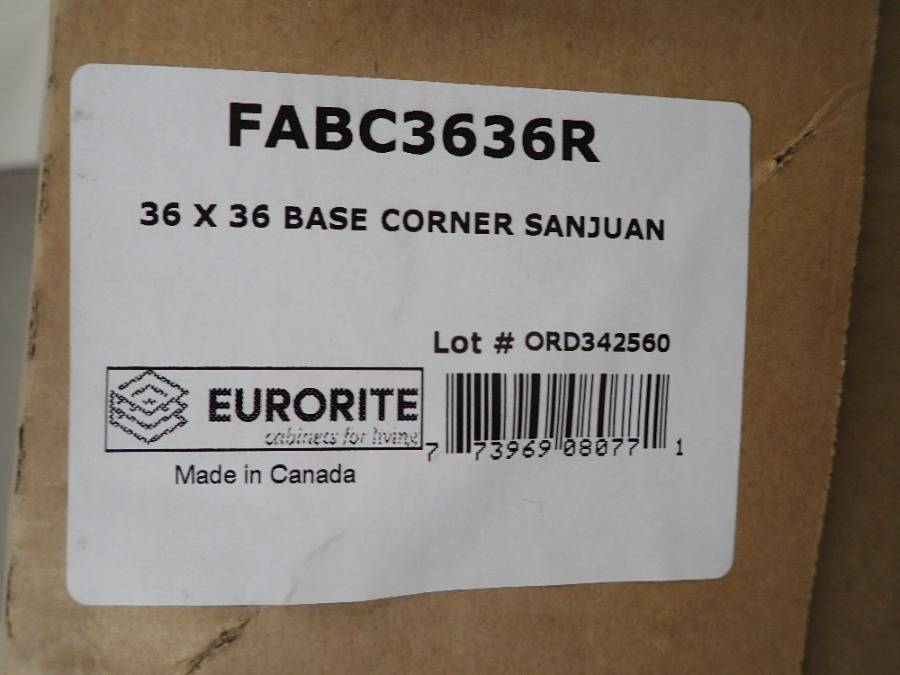 FABC3636R
36 X 36 BASE CORNER SANJUAN
Lot # ORD342560
EURORITE
cabinets for living
7 73969 08077 1
Made in Canada